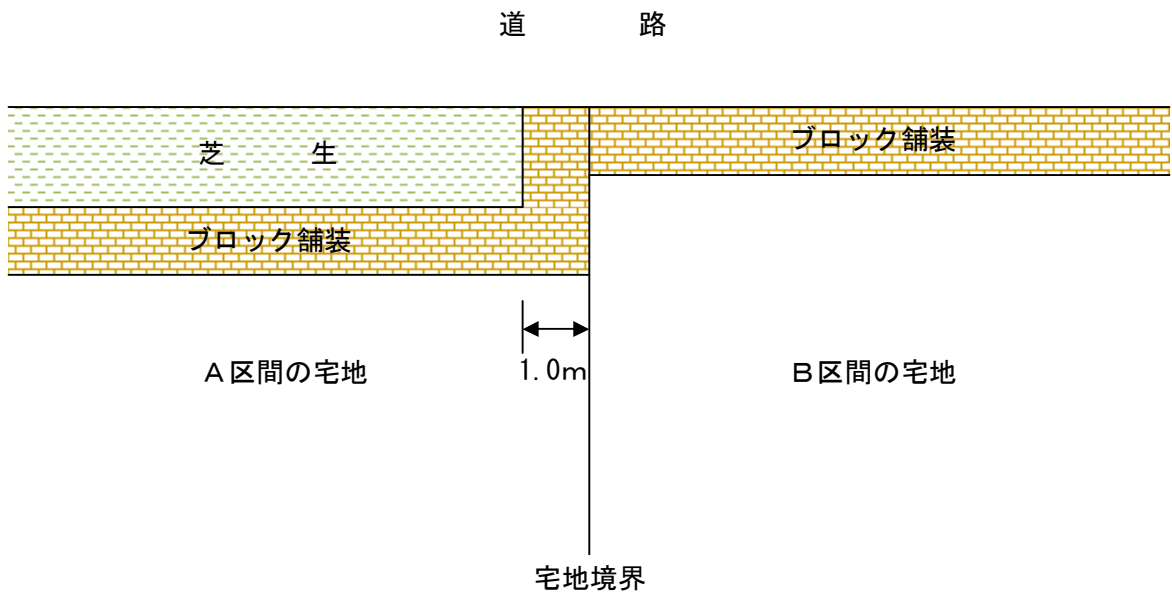 道　　　路
ブロック舗装
芝　　生
ブロック舗装
A区間の宅地
1.0m
B区間の宅地
宅地境界